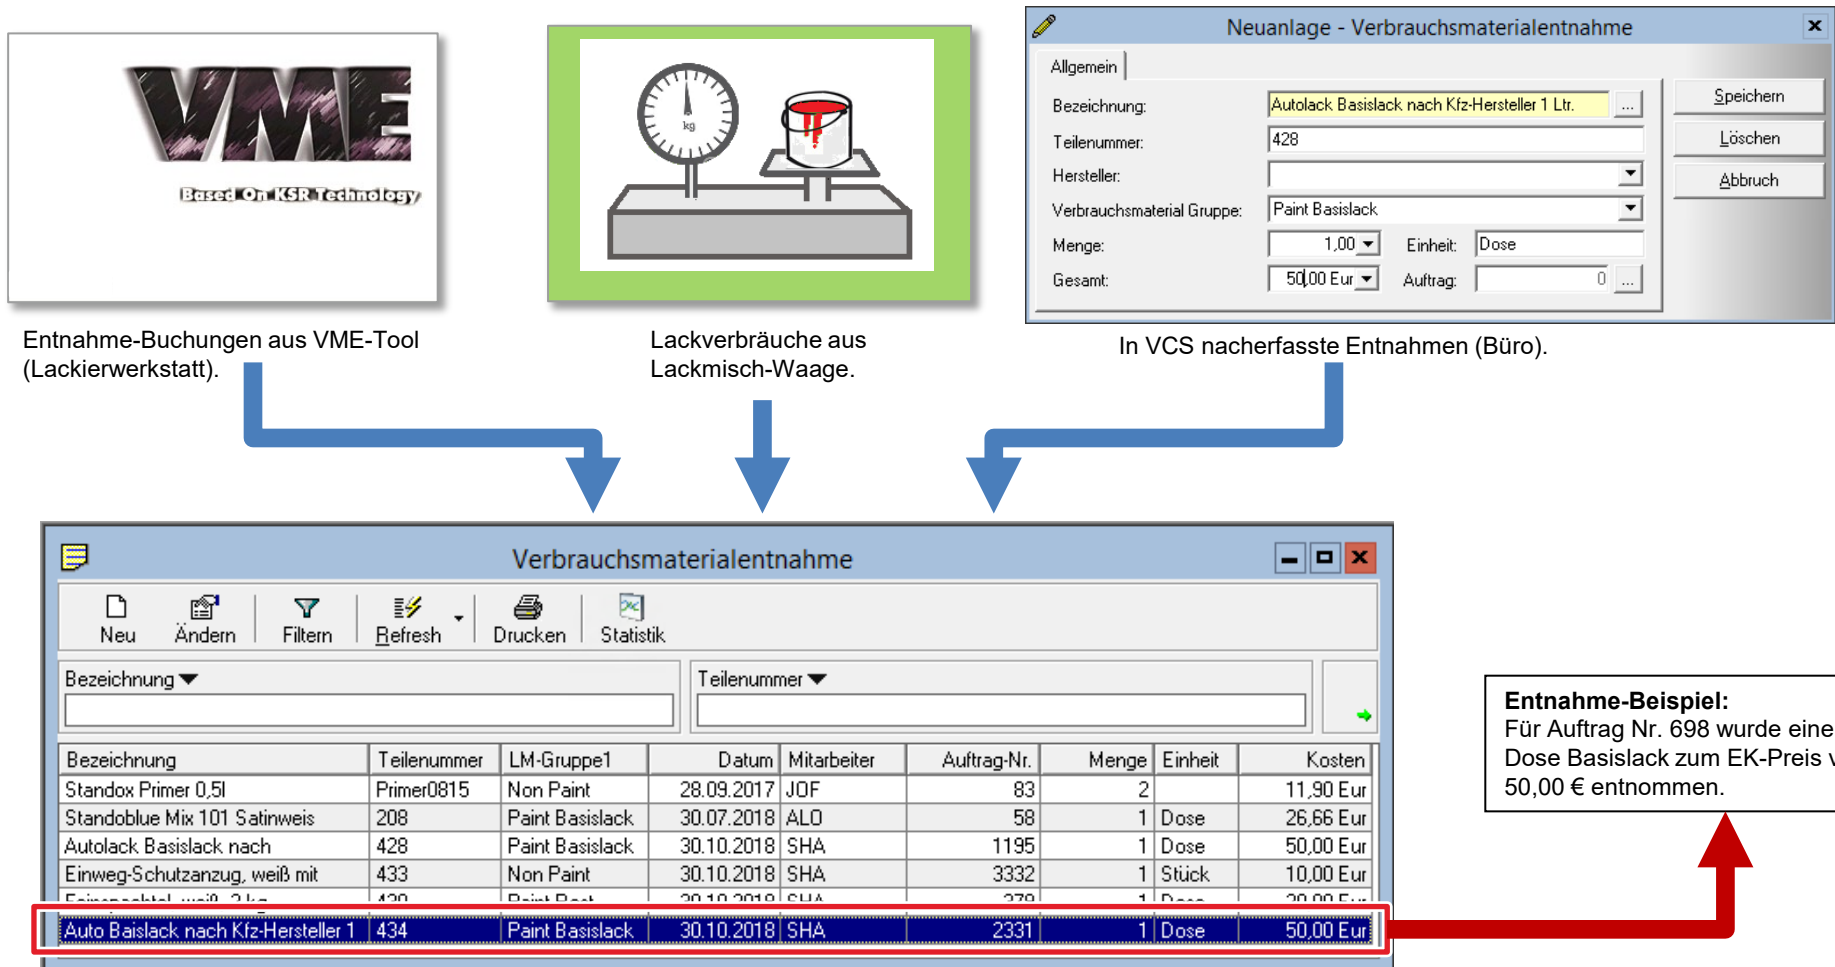 VME
Based On KSR Technology
kg
Neuanlage - Verbrauchsmaterialentnahme
Allgemein
Bezeichnung: Autolack Basislack nach Kfz-Hersteller 1 Ltr. ...
Teilenummer: 428
Hersteller:
Verbrauchsmaterial Gruppe: Paint Basislack
Menge: 1,00 Einheit: Dose
Gesamt: 50,00 Eur Auftrag: 0 ...
Speichern
Löschen
Abbruch
Entnahme-Buchungen aus VME-Tool
(Lackierwerkstatt).
Lackverbräuche aus
Lackmisch-Waage.
In VCS nacherfasste Entnahmen (Büro).
Verbrauchsmaterialentnahme
Neu Ändern Filtern Refresh Drucken Statistik
Bezeichnung Teilenummer
Bezeichnung Teilenummer LM-Gruppe1 Datum Mitarbeiter Auftrag-Nr. Menge Einheit Kosten
Standox Primer 0,5l Primer0815 Non Paint 28.09.2017 JOF 83 2 11,90 Eur
Standoblue Mix 101 Satinweis 208 Paint Basislack 30.07.2018 ALO 58 1 Dose 26,66 Eur
Autolack Basislack nach 428 Paint Basislack 30.10.2018 SHA 1195 1 Dose 50,00 Eur
Einweg-Schutzanzug, weiß mit 433 Non Paint 30.10.2018 SHA 3332 1 Stück 10,00 Eur
30.10.2018 SHA 1 Dose
Auto Baislack nach Kfz-Hersteller 1 434 Paint Basislack 30.10.2018 SHA 2331 1 Dose 50,00 Eur
Entnahme-Beispiel:
Für Auftrag Nr. 698 wurde eine
Dose Basislack zum EK-Preis
50,00 € entnommen.